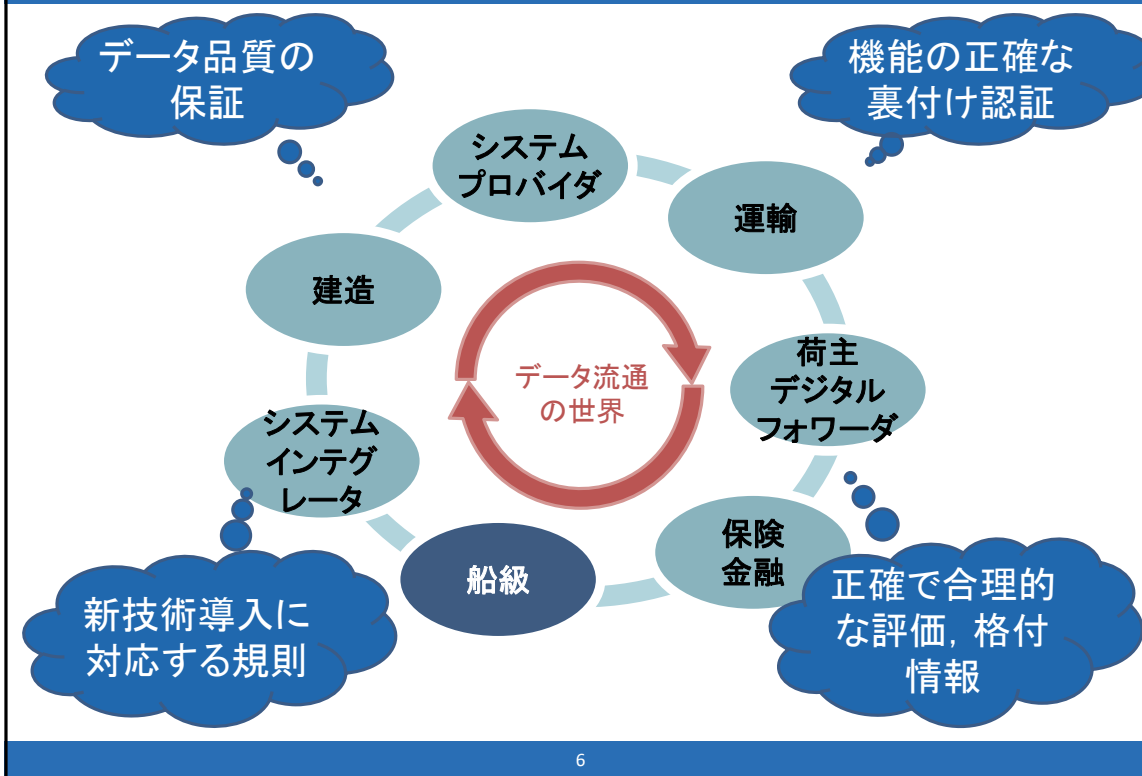 データ品質の
保証
機能の正確な
裏付け認証
システム
プロバイダ
運輸
建造
荷主
デジタル
フォワーダ
データ流通
の世界
システム
インテグ
レータ
保険
金融
船級
新技術導入に
対応する規則
正確で合理的
な評価，格付
情報
6